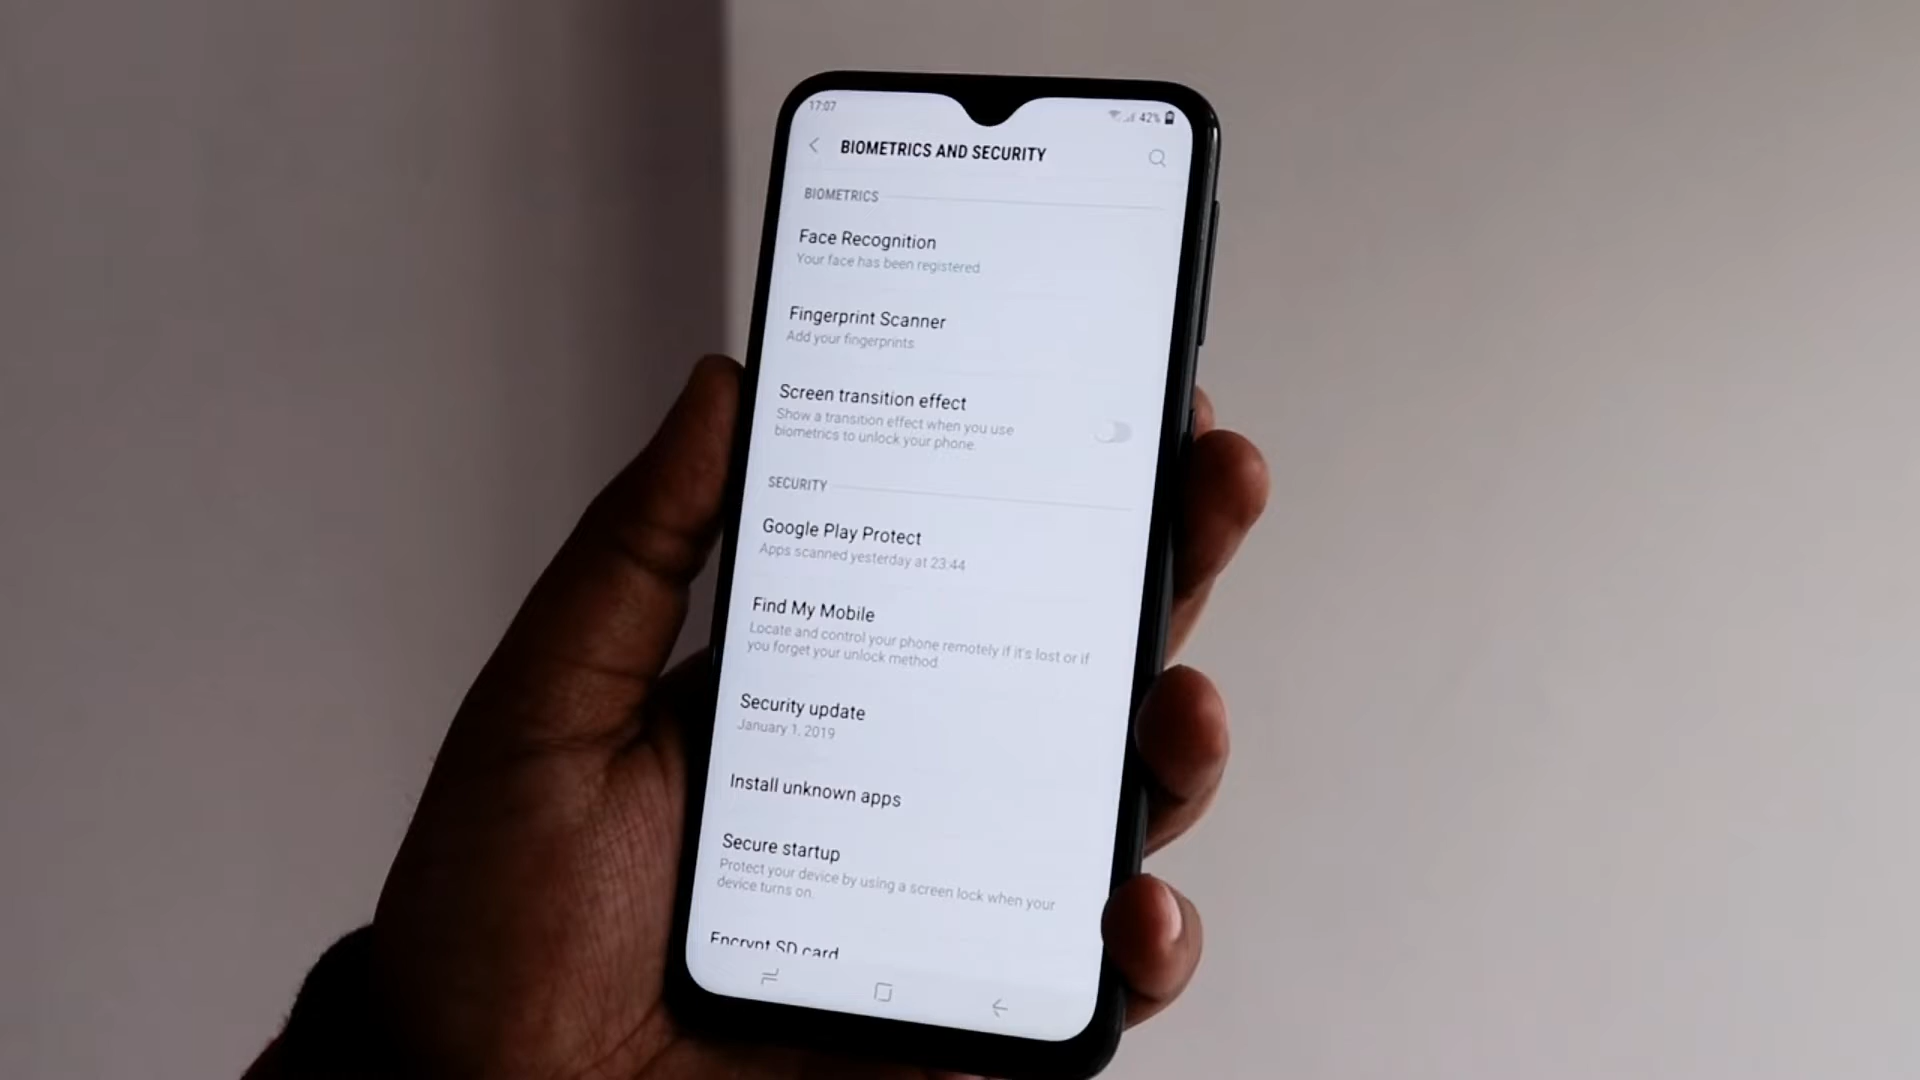 17:07
42%
BIOMETRICS AND SECURITY
BIOMETRICS
Face Recognition
Your face has been registered
Fingerprint Scanner
Add your fingerprints
Screen transition effect
Show a transition effect when you use
biometrics to unlock your phone.
SECURITY
Google Play Protect
Apps scanned yesterday at 23:44
Find My Mobile
Locate and control your phone remotely if it's lost or if
you forget your unlock method.
Security update
January 1, 2019
Install unknown apps
Secure startup
Protect your device by using a screen lock when your
device turns on.
Encrypt SD card